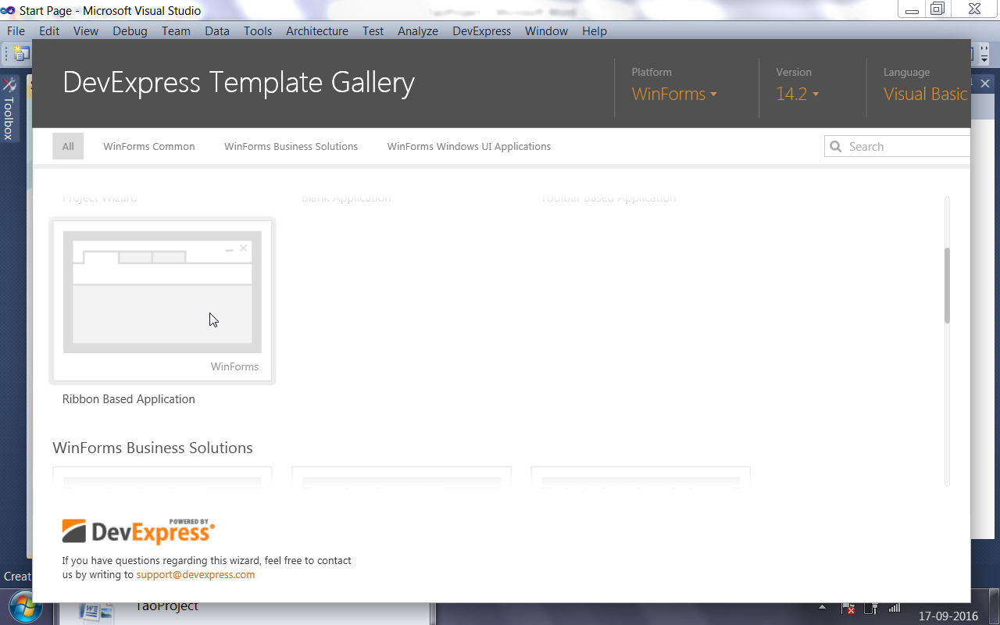 Start Page - Microsoft Visual Studio
File Edit View Debug Team Data Tools Architecture Test Analyze DevExpress Window Help
DevExpress Template Gallery
Platform
WinForms
Version
14.2
Language
Visual Basic
Toolbox
All WinForms Common WinForms Business Solutions WinForms Windows UI Applications
Search
Project Wizard Blank Application Toolbar Based Application
WinForms
Ribbon Based Application
WinForms Business Solutions
POWERED BY
DevExpress
If you have questions regarding this wizard, feel free to contact
us by writing to support@devexpress.com
Creat
TaoProject
17-09-2016